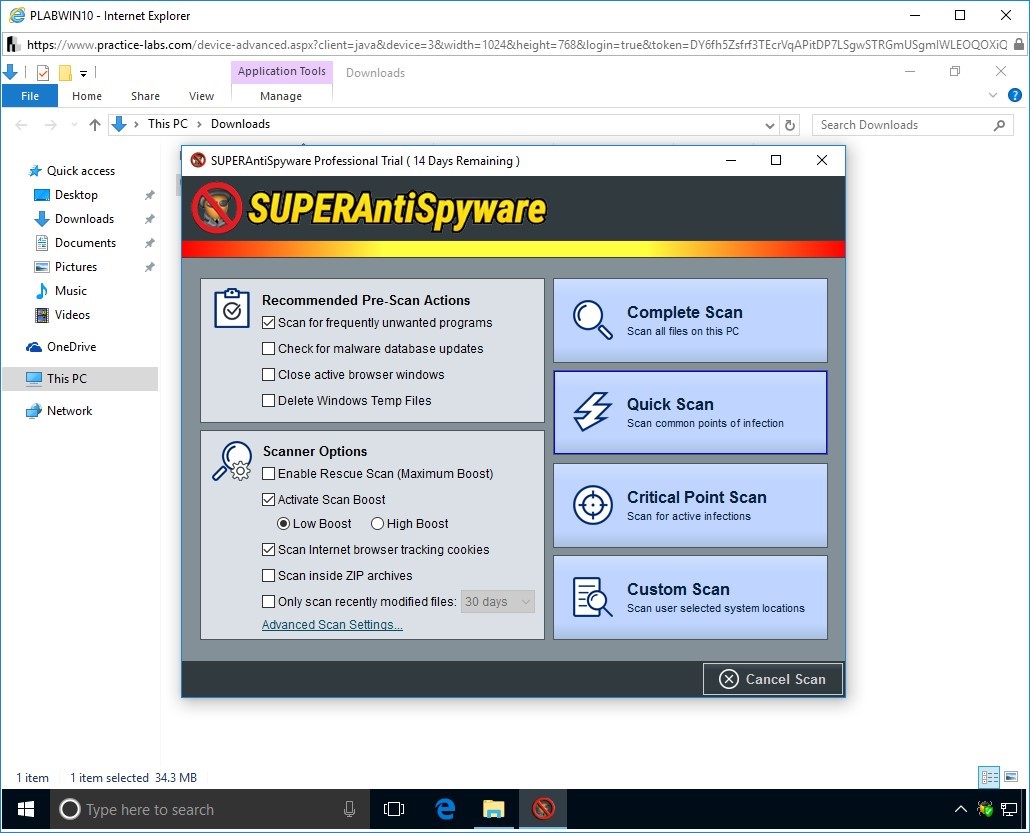 PLABWIN10 - Internet Explorer
https://www.practice-labs.com/device-advanced.aspx?client=java&device=3&width=1024&height=768&login=true&token=DY6fh5Zsfrf3TEcrVqAPitDP7LSgwSTRGmUSgmIWLEOQOXiQ
Application Tools
Downloads
File
Home
Share
View
Manage
This PC > Downloads
Search Downloads
Quick access
Desktop
Downloads
Documents
Pictures
Music
Videos
OneDrive
This PC
Network
SUPERAntiSpyware Professional Trial ( 14 Days Remaining )
SUPERAntiSpyware
Recommended Pre-Scan Actions
Scan for frequently unwanted programs
Check for malware database updates
Close active browser windows
Delete Windows Temp Files
Scanner Options
Enable Rescue Scan (Maximum Boost)
Activate Scan Boost
Low Boost High Boost
Scan Internet browser tracking cookies
Scan inside ZIP archives
Only scan recently modified files: 30 days
Advanced Scan Settings...
Complete Scan
Scan all files on this PC
Quick Scan
Scan common points of infection
Critical Point Scan
Scan for active infections
Custom Scan
Scan user selected system locations
Cancel Scan
1 item 1 item selected 34.3 MB
Type here to search